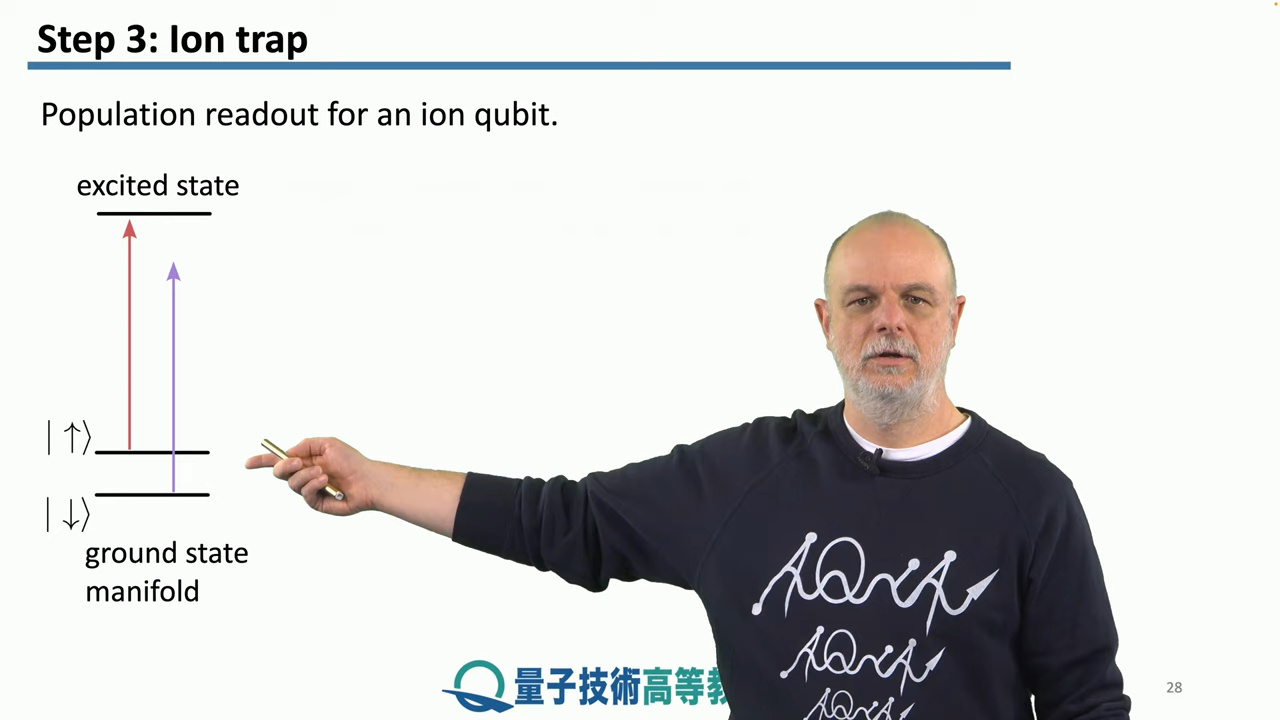 Step 3: Ion trap
Population readout for an ion qubit.
excited state
| ↑⟩
| ↓⟩
ground state
manifold
量子技術高等教
28